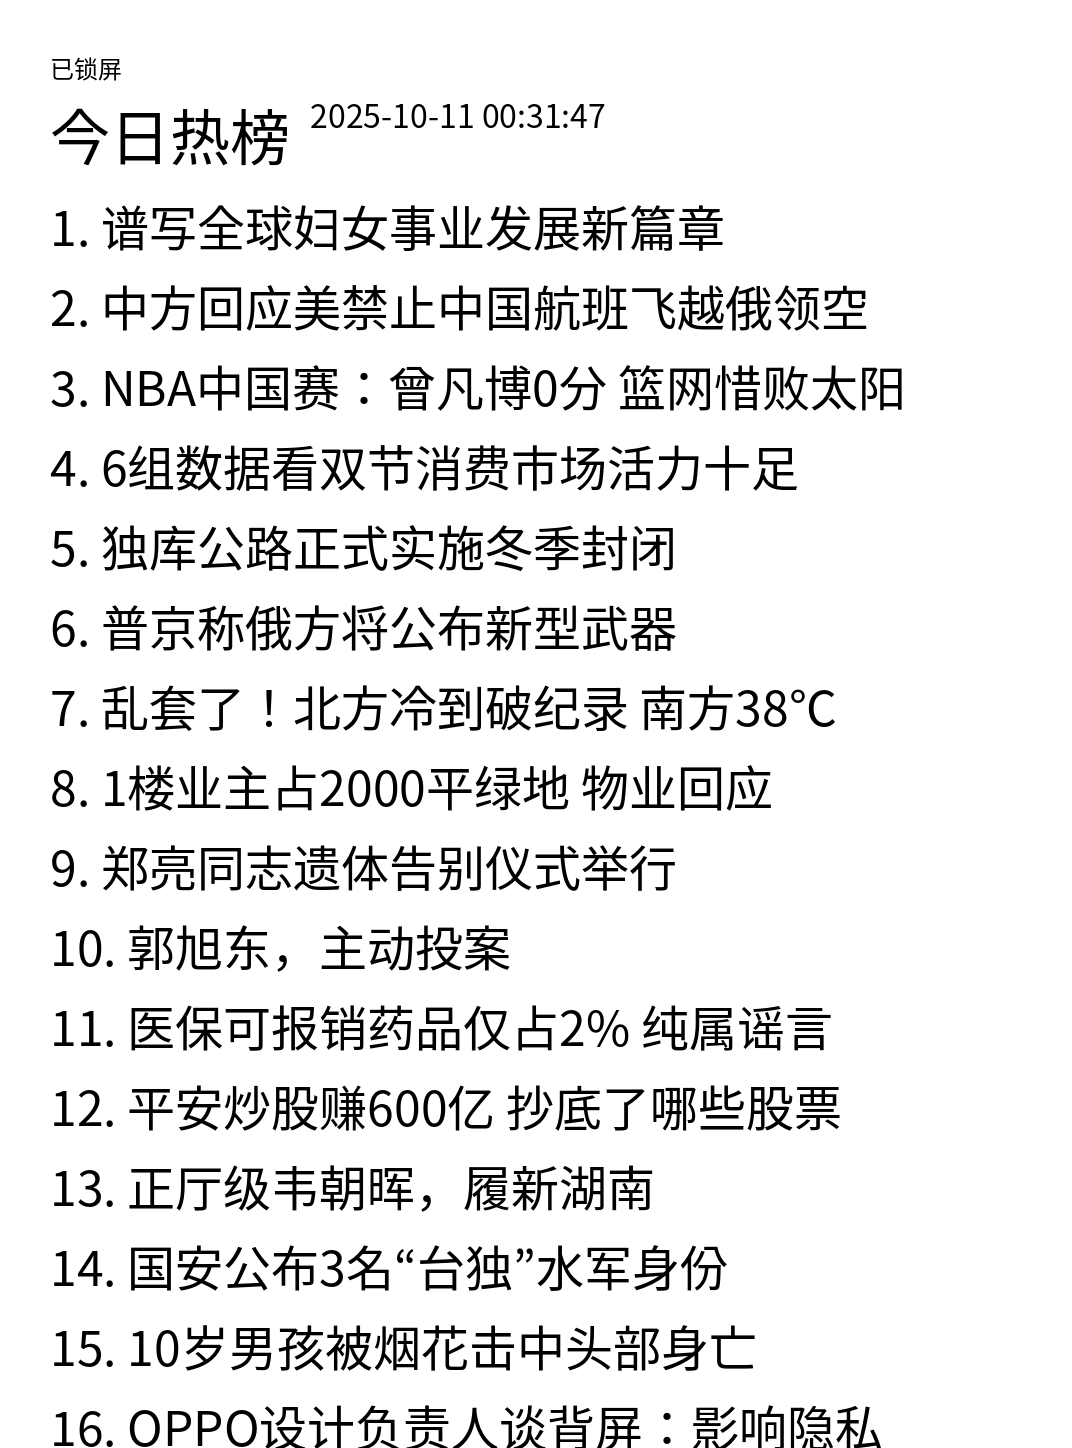 已锁屏
今日热榜 2025-10-11 00:31:47
1. 谱写全球妇女事业发展新篇章
2. 中方回应美禁止中国航班飞越俄领空
3. NBA中国赛：曾凡博0分 篮网惜败太阳
4. 6组数据看双节消费市场活力十足
5. 独库公路正式实施冬季封闭
6. 普京称俄方将公布新型武器
7. 乱套了！北方冷到破纪录 南方38℃
8. 1楼业主占2000平绿地 物业回应
9. 郑亮同志遗体告别仪式举行
10. 郭旭东，主动投案
11. 医保可报销药品仅占2% 纯属谣言
12. 平安炒股赚600亿 抄底了哪些股票
13. 正厅级韦朝晖，履新湖南
14. 国安公布3名“台独”水军身份
15. 10岁男孩被烟花击中头部身亡
16. OPPO设计负责人谈背屏：影响隐私